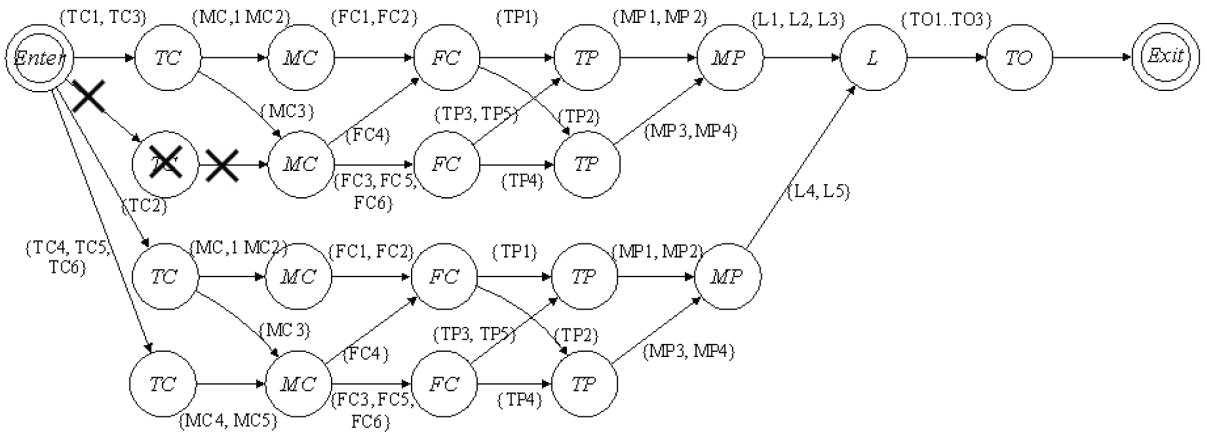 {TC1, TC3} {MC,1 MC2} {FC1,FC2} {TP1} {MP1, MP2} {L1, L2, L3} {TO1..TO3}
Enter TC MC FC TP MP L TO Exit
{MC3} {FC4} {TP3, TP5} {TP2} {MP3, MP4}
TC MC FC TP
{TC2} {FC3, FC5, FC6} {TP4} {L4, L5}
{TC4, TC5, TC6} {MC,1 MC2} {FC1, FC2} {TP1} {MP1, MP2}
TC MC FC TP MP
{MC3} {FC4} {TP3, TP5} {TP2} {MP3, MP4}
TC MC FC TP
{MC4, MC5} {FC3, FC5, FC6} {TP4}